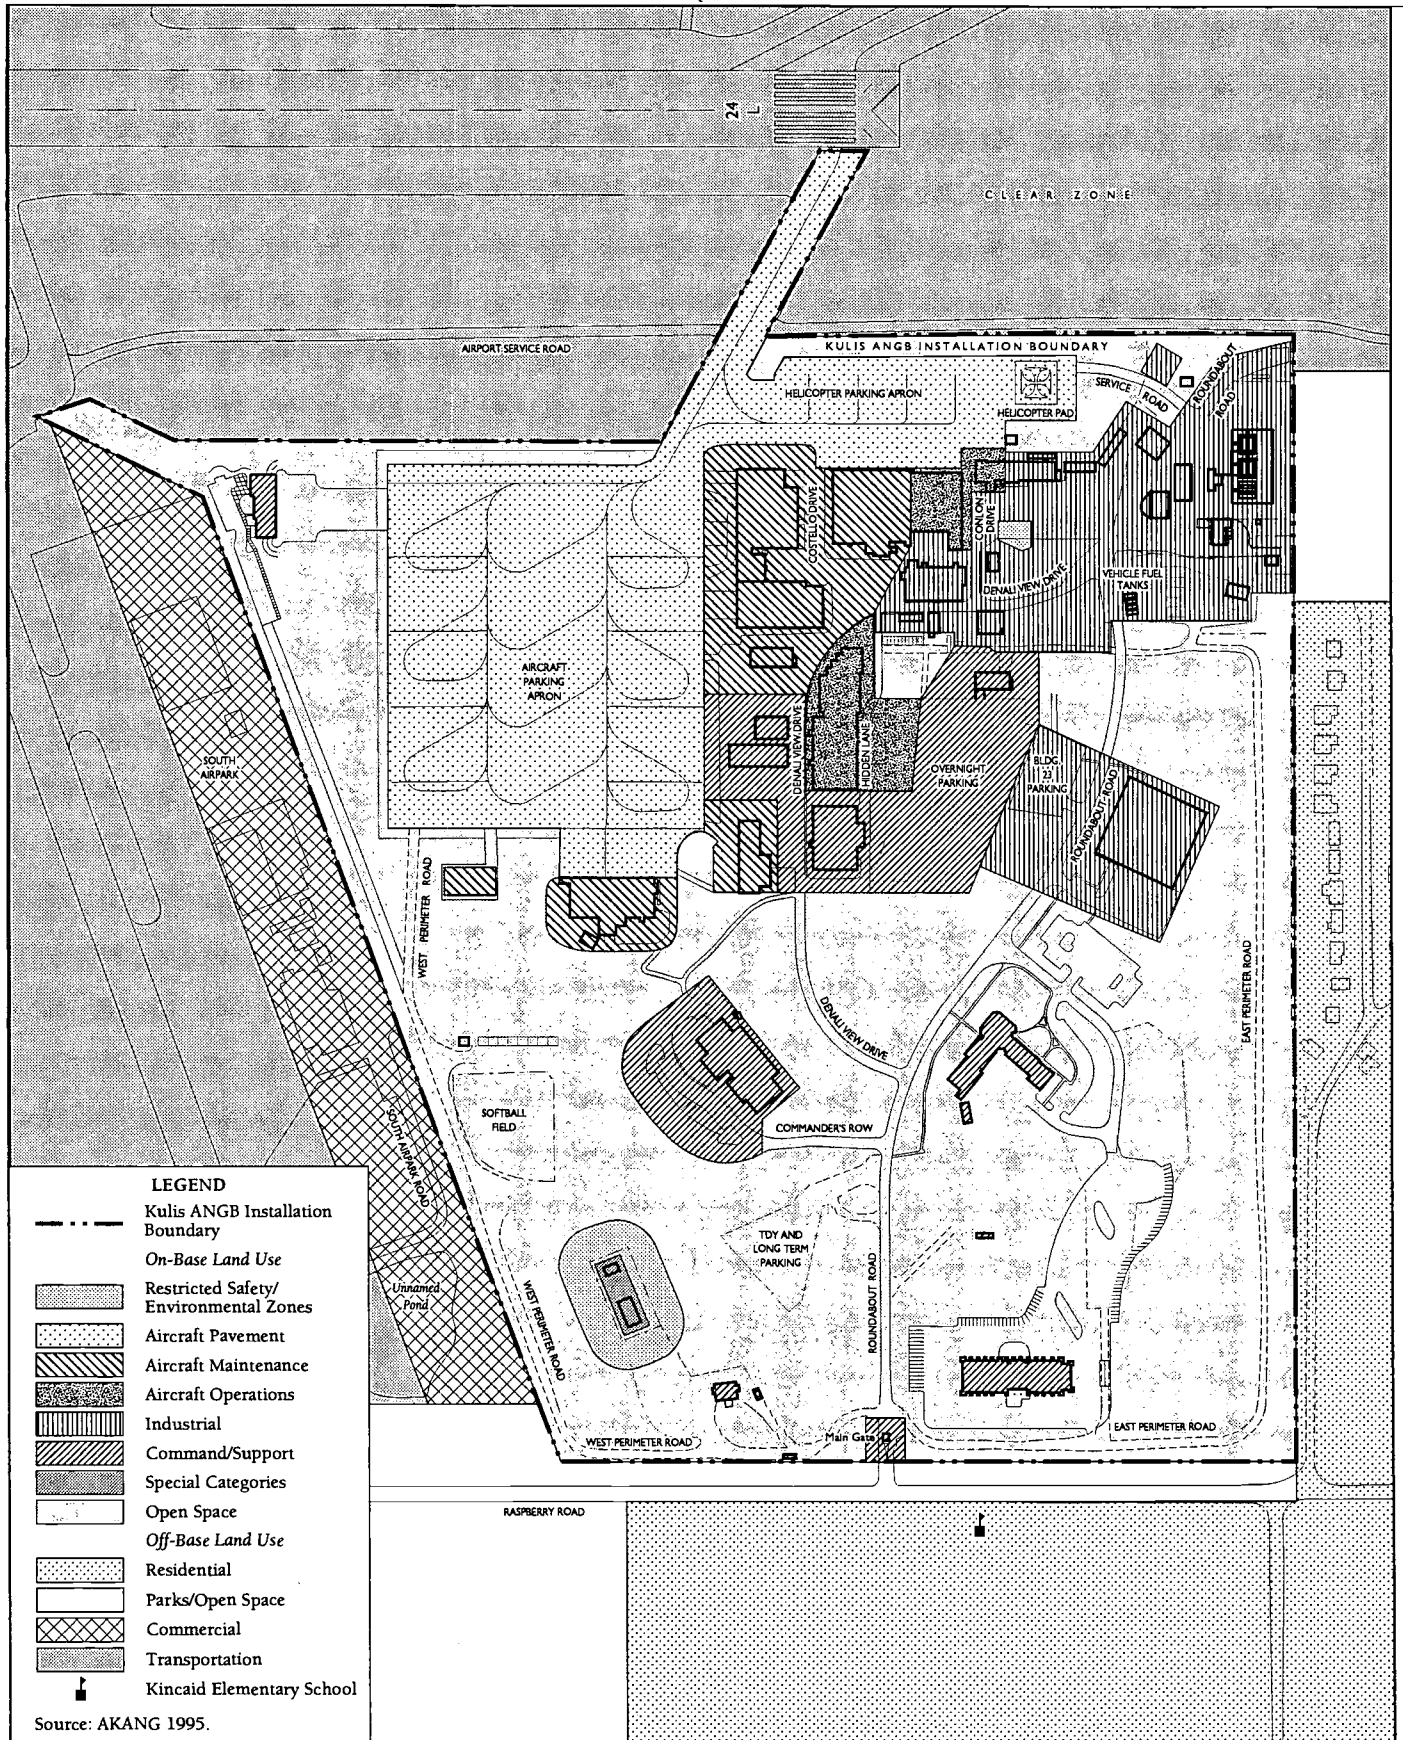 24
L
CLEAR ZONE
AIRPORT SERVICE ROAD
KULIS ANGB INSTALLATION BOUNDARY
HELICOPTER PARKING APRON
HELICOPTER PAD
SERVICE ROAD
ROUNDABOUT
ROAD
COSTELLO DRIVE
CONLON
DRIVE
DENALI VIEW DRIVE
VEHICLE FUEL
TANKS
AIRCRAFT
PARKING
APRON
SOUTH
AIRPARK
DENALI VIEW DRIVE
HIDDEN LANE
OVERNIGHT
PARKING
BLDG.
23
PARKING
ROUNDABOUT ROAD
WEST PERIMETER ROAD
EAST PERIMETER ROAD
DENALI VIEW DRIVE
SOFTBALL
FIELD
COMMANDER'S ROW
SOUTH AIRPARK ROAD
TDY AND
LONG TERM
PARKING
ROUNDABOUT ROAD
Unnamed
Pond
WEST PERIMETER ROAD
WEST PERIMETER ROAD
Main Gate
EAST PERIMETER ROAD
RASPBERRY ROAD
LEGEND
Kulis ANGB Installation
Boundary
On-Base Land Use
Restricted Safety/
Environmental Zones
Aircraft Pavement
Aircraft Maintenance
Aircraft Operations
Industrial
Command/Support
Special Categories
Open Space
Off-Base Land Use
Residential
Parks/Open Space
Commercial
Transportation
Kincaid Elementary School
Source: AKANG 1995.